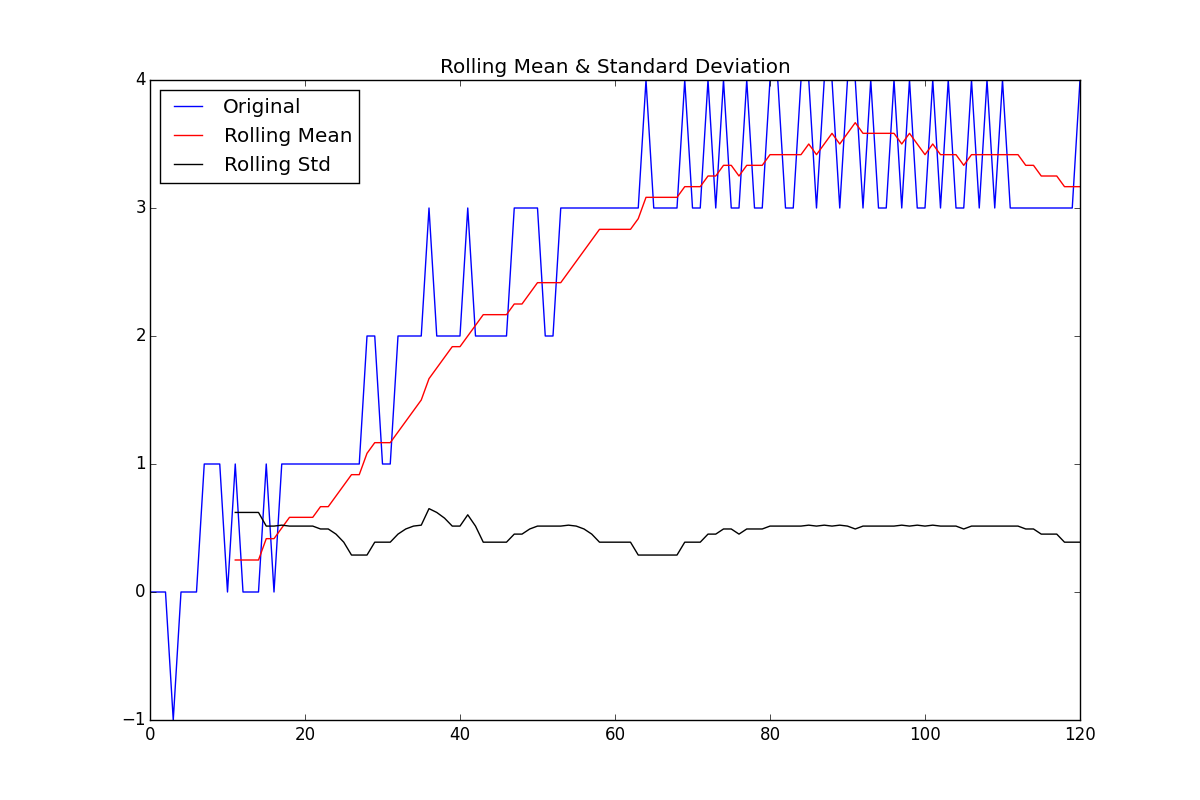 Rolling Mean & Standard Deviation
4
Original
Rolling Mean
Rolling Std
3
2
1
0
−1
0 20 40 60 80 100 120